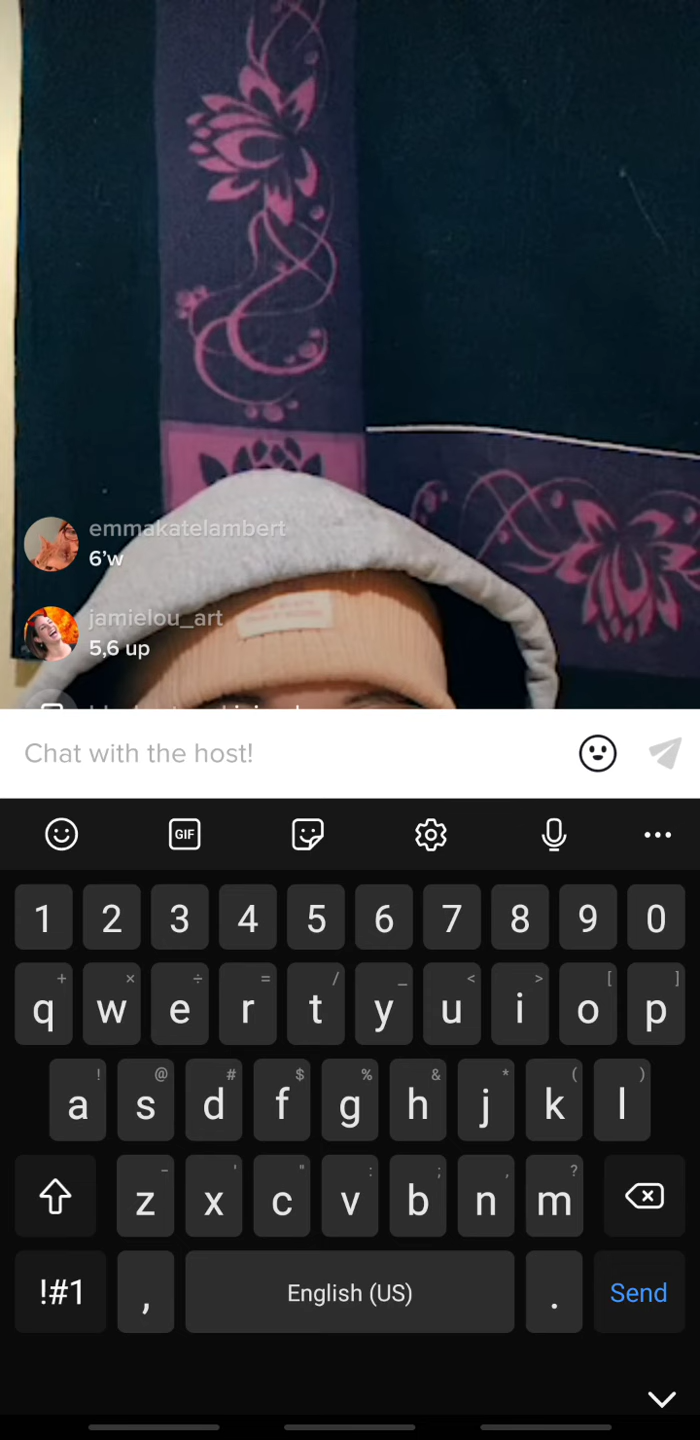 emmakatelambert
6’w
jamielou_art
5,6 up
Chat with the host!
GIF
1 2 3 4 5 6 7 8 9 0
+ × ÷ = / _ < > [ ]
q w e r t y u i o p
! @ # $ % & * ( )
a s d f g h j k l
- ' " : ; , ?
z x c v b n m
!#1 , English (US) . Send